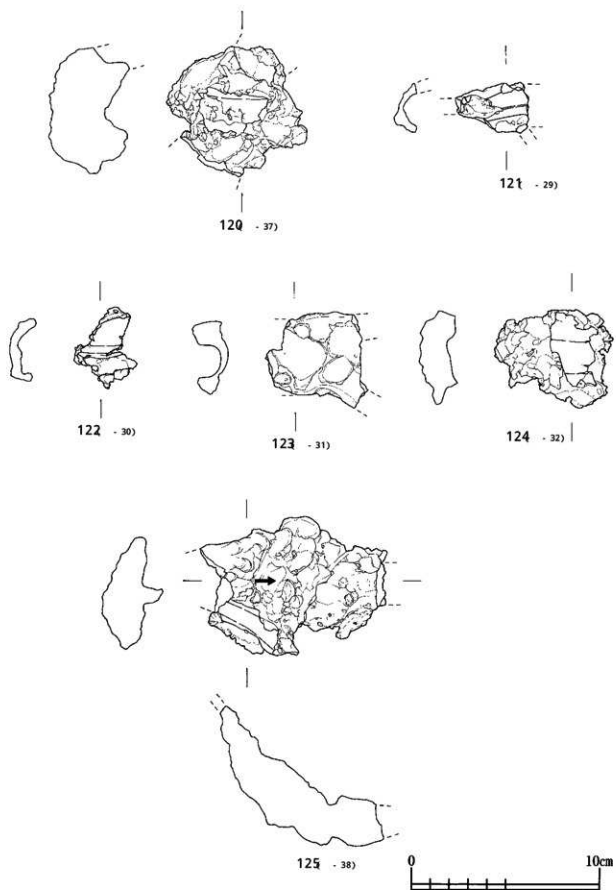 120( - 37)
121( - 29)
122( - 30)
123( - 31)
124( - 32)
125( - 38)
0 10cm